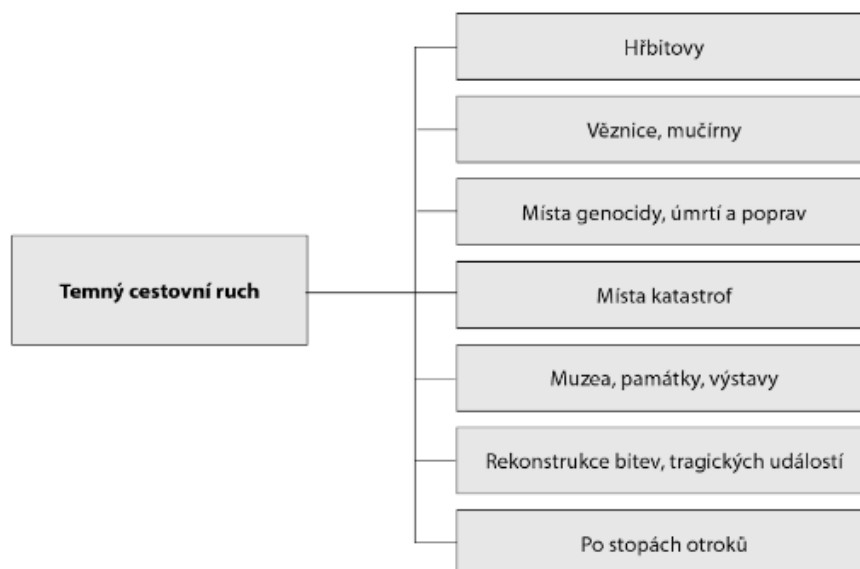 Hřbitovy
Věznice, mučírny
Místa genocidy, úmrtí a poprav
Temný cestovní ruch
Místa katastrof
Muzea, památky, výstavy
Rekonstrukce bitev, tragických událostí
Po stopách otroků